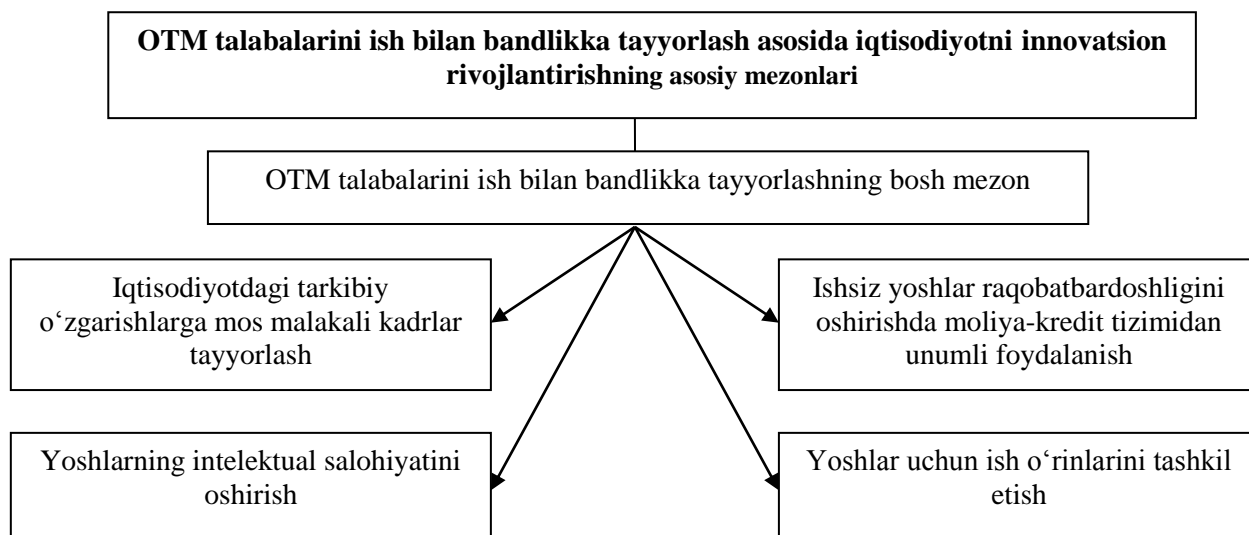 OTM talabalarini ish bilan bandlikka tayyorlash asosida iqtisodiyotni innovatsion
rivojlantirishning asosiy mezonlari
OTM talabalarini ish bilan bandlikka tayyorlashning bosh mezon
Iqtisodiyotdagi tarkibiy
o‘zgarishlarga mos malakali kadrlar
tayyorlash
Ishsiz yoshlar raqobatbardoshligini
oshirishda moliya-kredit tizimidan
unumli foydalanish
Yoshlarning intelektual salohiyatini
oshirish
Yoshlar uchun ish o‘rinlarini tashkil
etish